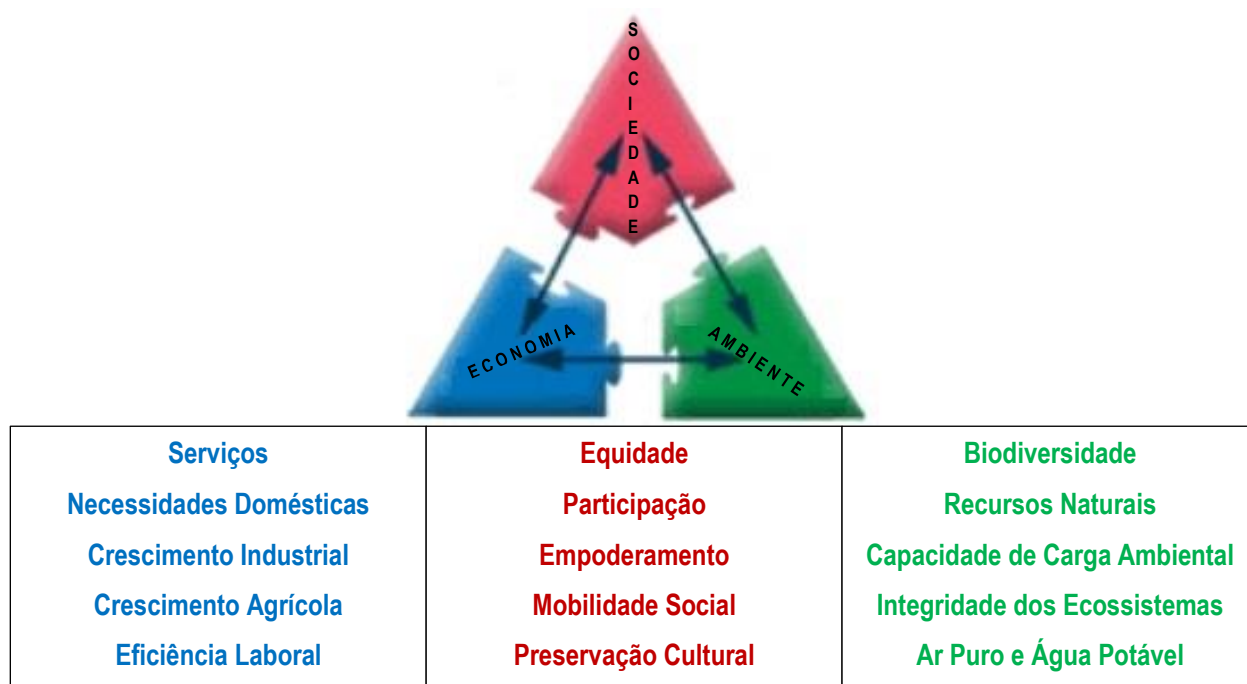 SOCIEDADE
ECONOMIA
AMBIENTE
Serviços
Necessidades Domésticas
Crescimento Industrial
Crescimento Agrícola
Eficiência Laboral
Equidade
Participação
Empoderamento
Mobilidade Social
Preservação Cultural
Biodiversidade
Recursos Naturais
Capacidade de Carga Ambiental
Integridade dos Ecossistemas
Ar Puro e Água Potável